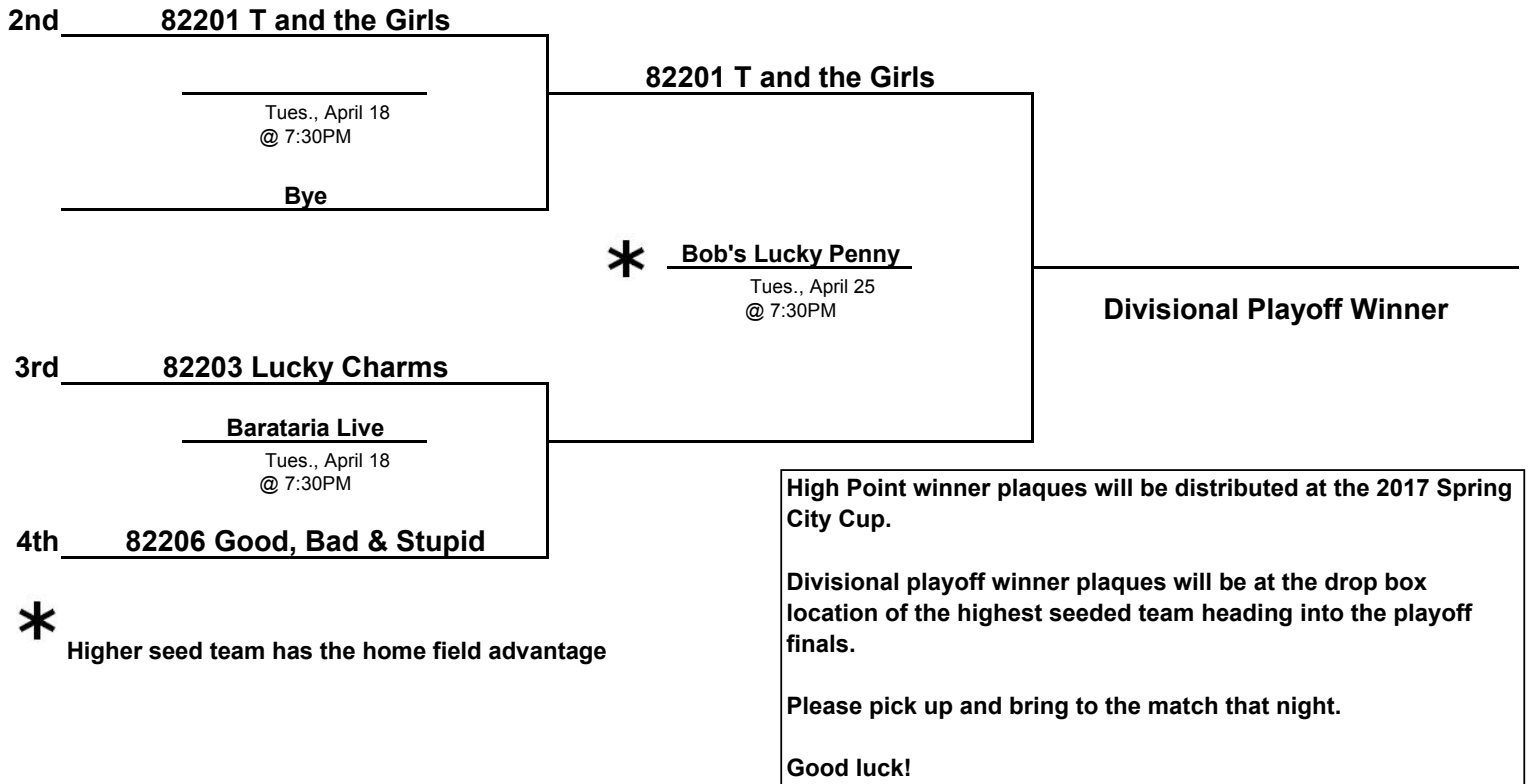 2nd 82201 T and the Girls
82201 T and the Girls
Tues., April 18
@ 7:30PM
Bye
* Bob's Lucky Penny
Tues., April 25
@ 7:30PM
Divisional Playoff Winner
3rd 82203 Lucky Charms
Barataria Live
Tues., April 18
@ 7:30PM
4th 82206 Good, Bad & Stupid
* Higher seed team has the home field advantage
High Point winner plaques will be distributed at the 2017 Spring
City Cup.
Divisional playoff winner plaques will be at the drop box
location of the highest seeded team heading into the playoff
finals.
Please pick up and bring to the match that night.
Good luck!